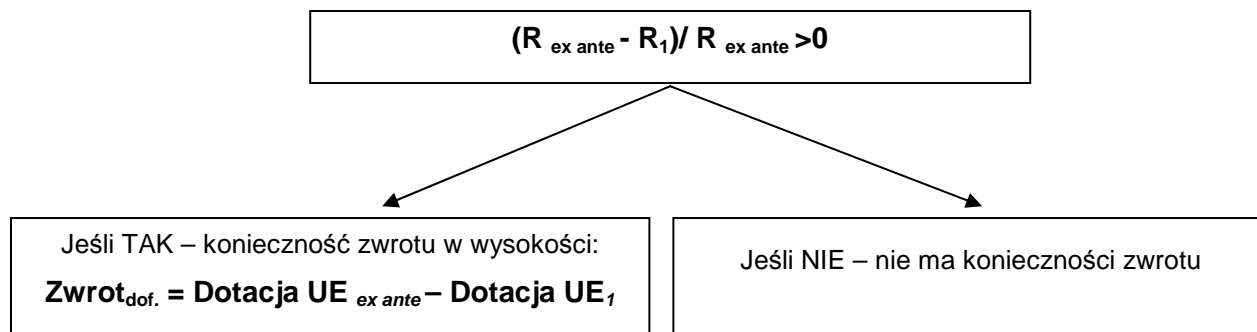 (R ex ante - R1)/ R ex ante >0
Jeśli TAK – konieczność zwrotu w wysokości:
Zwrotdof. = Dotacja UE ex ante – Dotacja UE1
Jeśli NIE – nie ma konieczności zwrotu